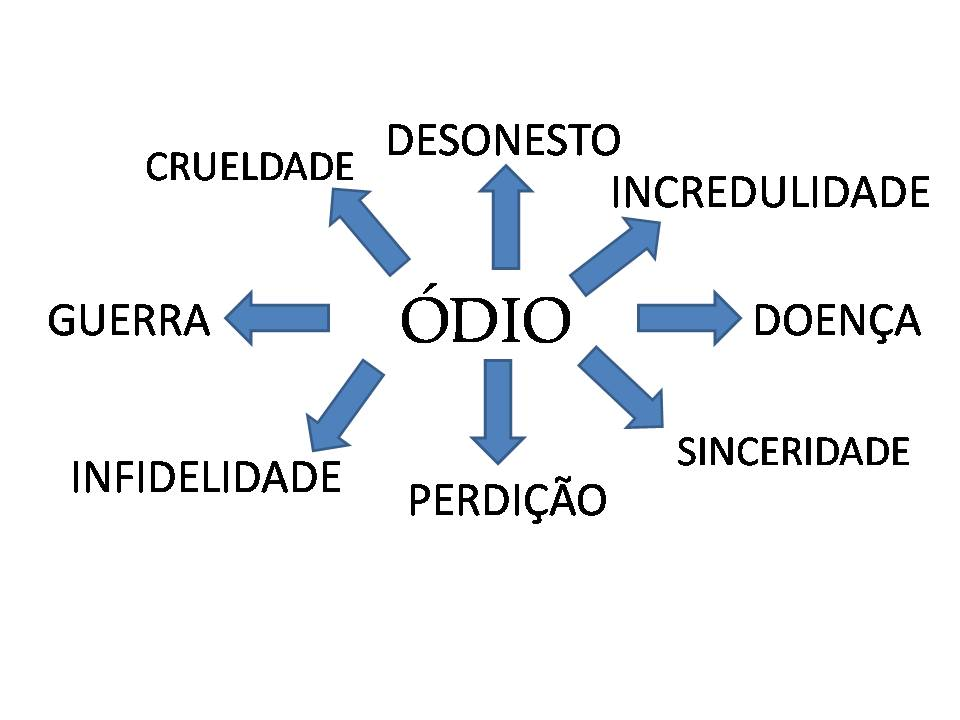 DESONESTO
CRUELDADE
INCREDULIDADE
GUERRA
ÓDIO
DOENÇA
SINCERIDADE
INFIDELIDADE
PERDIÇÃO